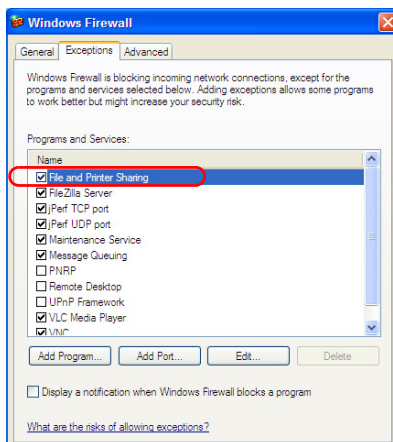 Windows Firewall
General Exceptions Advanced
Windows Firewall is blocking incoming network connections, except for the
programs and services selected below. Adding exceptions allows some programs
to work better but might increase your security risk.
Programs and Services:
Name
File and Printer Sharing
FileZilla Server
jPerf TCP port
jPerf UDP port
Maintenance Service
Message Queuing
PNRP
Remote Desktop
UPnP Framework
VLC Media Player
VNC
Add Program... Add Port... Edit... Delete
Display a notification when Windows Firewall blocks a program
What are the risks of allowing exceptions?